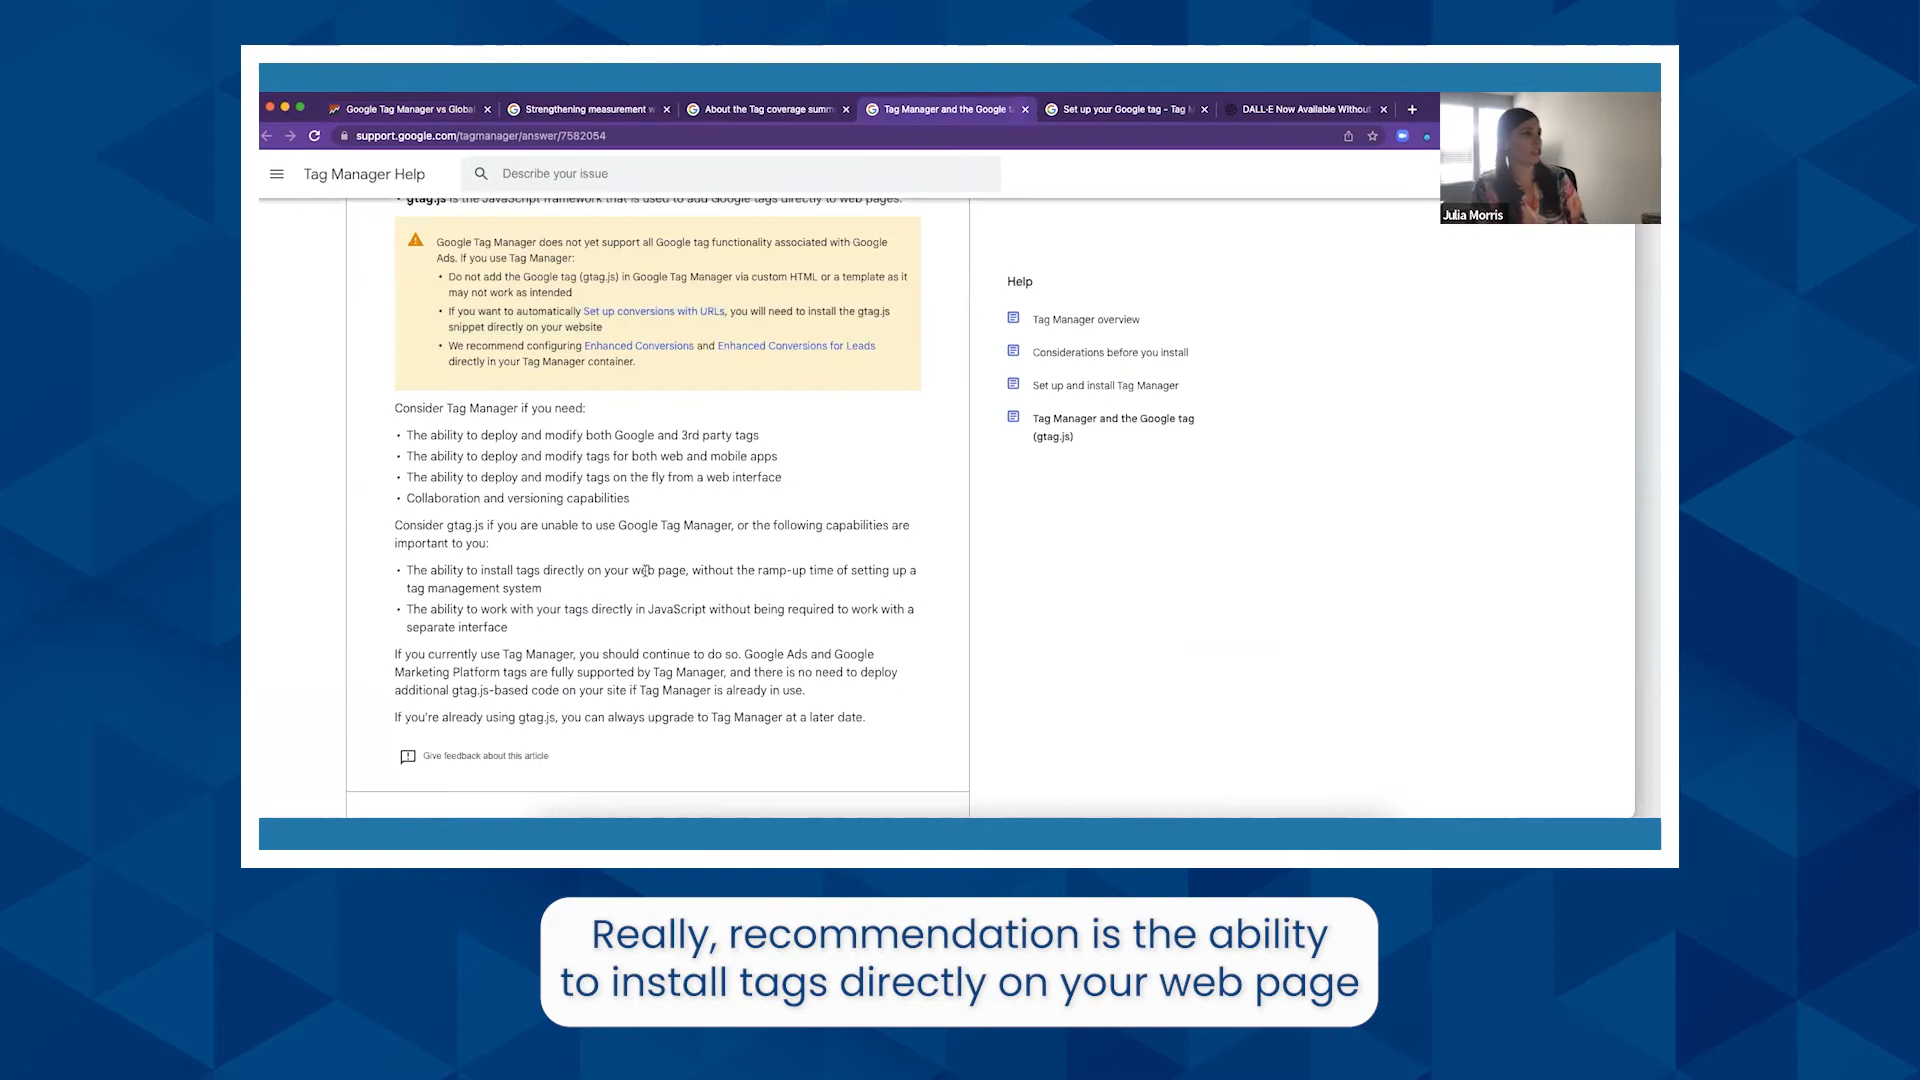 Google Tag Manager vs Global
Strengthening measurement w
About the Tag coverage summ
Tag Manager and the Google t
Set up your Google tag - Tag M
DALL·E Now Available Without
support.google.com/tagmanager/answer/7582054
Tag Manager Help
Describe your issue
Julia Morris
• gtag.js is the JavaScript framework that is used to add Google tags directly to web pages.
Google Tag Manager does not yet support all Google tag functionality associated with Google
Ads. If you use Tag Manager:
• Do not add the Google tag (gtag.js) in Google Tag Manager via custom HTML or a template as it
may not work as intended
• If you want to automatically Set up conversions with URLs, you will need to install the gtag.js
snippet directly on your website
• We recommend configuring Enhanced Conversions and Enhanced Conversions for Leads
directly in your Tag Manager container.
Consider Tag Manager if you need:
• The ability to deploy and modify both Google and 3rd party tags
• The ability to deploy and modify tags for both web and mobile apps
• The ability to deploy and modify tags on the fly from a web interface
• Collaboration and versioning capabilities
Consider gtag.js if you are unable to use Google Tag Manager, or the following capabilities are
important to you:
• The ability to install tags directly on your web page, without the ramp-up time of setting up a
tag management system
• The ability to work with your tags directly in JavaScript without being required to work with a
separate interface
If you currently use Tag Manager, you should continue to do so. Google Ads and Google
Marketing Platform tags are fully supported by Tag Manager, and there is no need to deploy
additional gtag.js-based code on your site if Tag Manager is already in use.
If you're already using gtag.js, you can always upgrade to Tag Manager at a later date.
Give feedback about this article
Help
Tag Manager overview
Considerations before you install
Set up and install Tag Manager
Tag Manager and the Google tag
(gtag.js)
Really, recommendation is the ability
to install tags directly on your web page